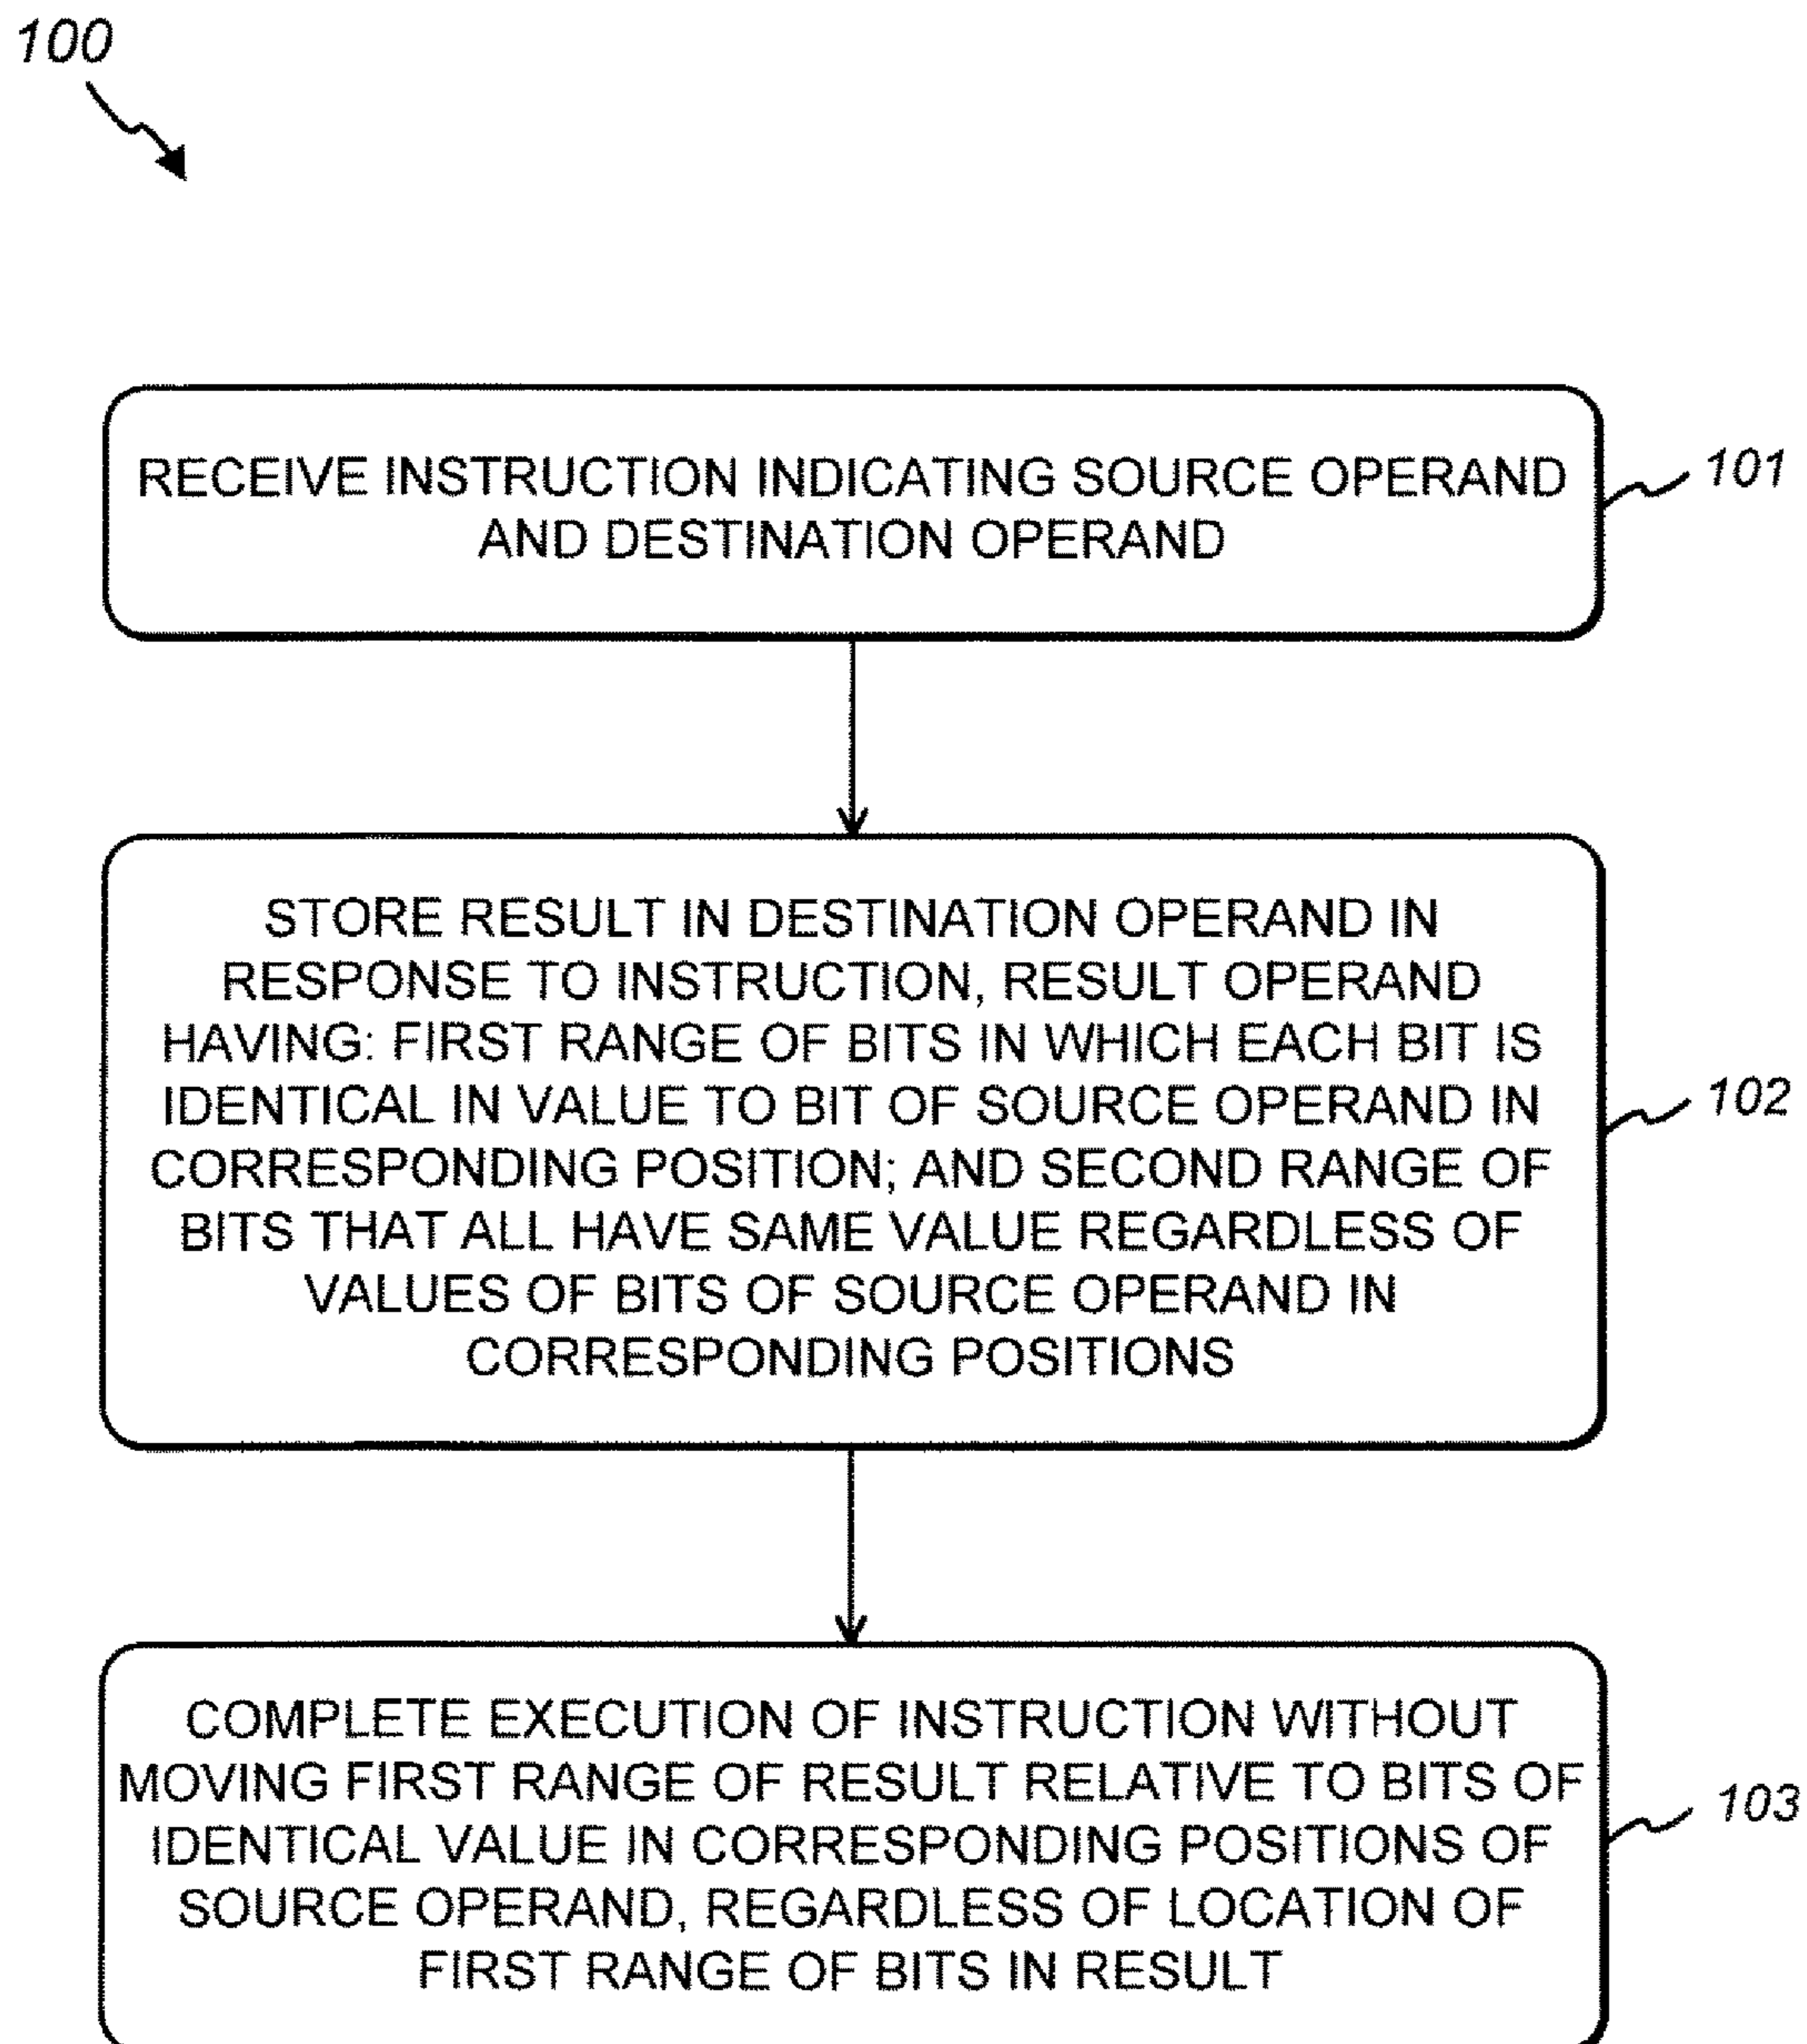 100
RECEIVE INSTRUCTION INDICATING SOURCE OPERAND
AND DESTINATION OPERAND
101
STORE RESULT IN DESTINATION OPERAND IN
RESPONSE TO INSTRUCTION, RESULT OPERAND
HAVING: FIRST RANGE OF BITS IN WHICH EACH BIT IS
IDENTICAL IN VALUE TO BIT OF SOURCE OPERAND IN
CORRESPONDING POSITION; AND SECOND RANGE OF
BITS THAT ALL HAVE SAME VALUE REGARDLESS OF
VALUES OF BITS OF SOURCE OPERAND IN
CORRESPONDING POSITIONS
102
COMPLETE EXECUTION OF INSTRUCTION WITHOUT
MOVING FIRST RANGE OF RESULT RELATIVE TO BITS OF
IDENTICAL VALUE IN CORRESPONDING POSITIONS OF
SOURCE OPERAND, REGARDLESS OF LOCATION OF
FIRST RANGE OF BITS IN RESULT
103